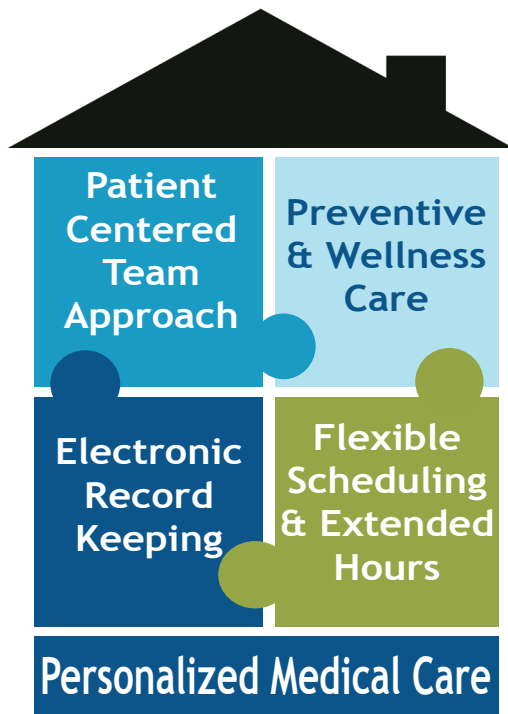 Patient
Centered
Team
Approach
Preventive
& Wellness
Care
Electronic
Record
Keeping
Flexible
Scheduling
& Extended
Hours
Personalized Medical Care